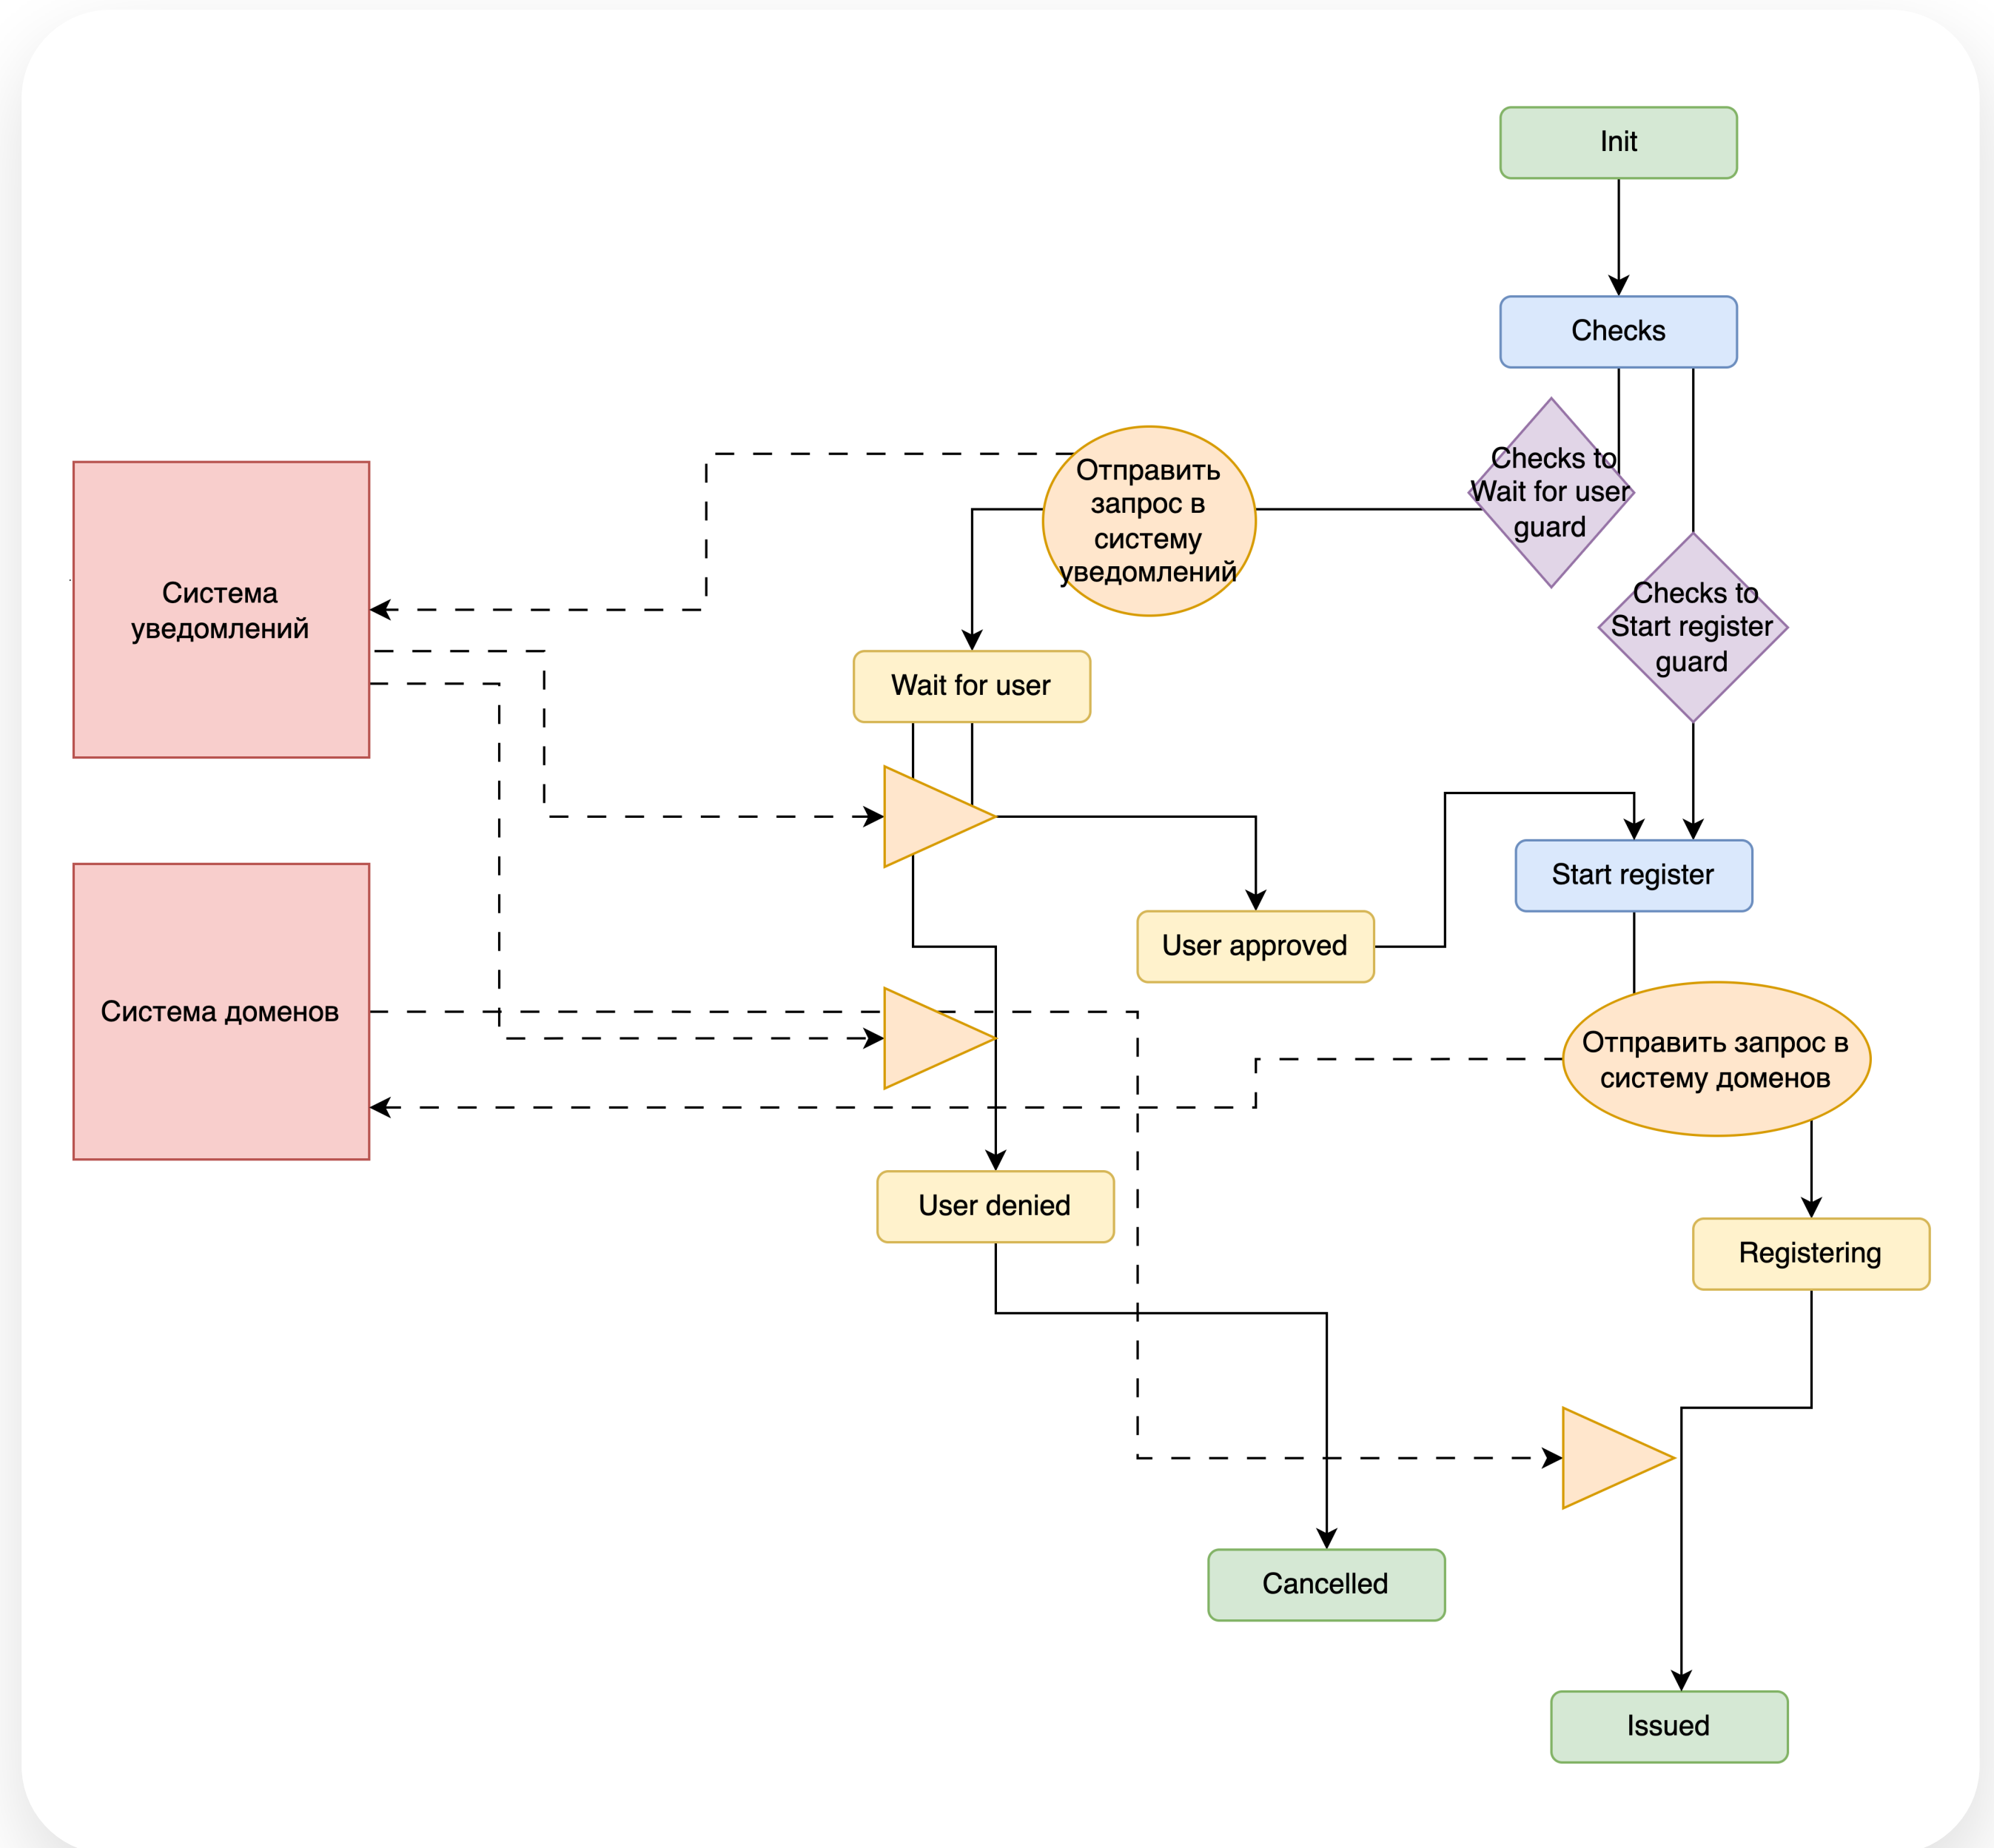 Init
Checks
Checks to
Wait for user
guard
Отправить
запрос в
систему
уведомлений
Система
уведомлений
Checks to
Start register
guard
Wait for user
Start register
User approved
Система доменов
Отправить запрос в
систему доменов
User denied
Registering
Cancelled
Issued